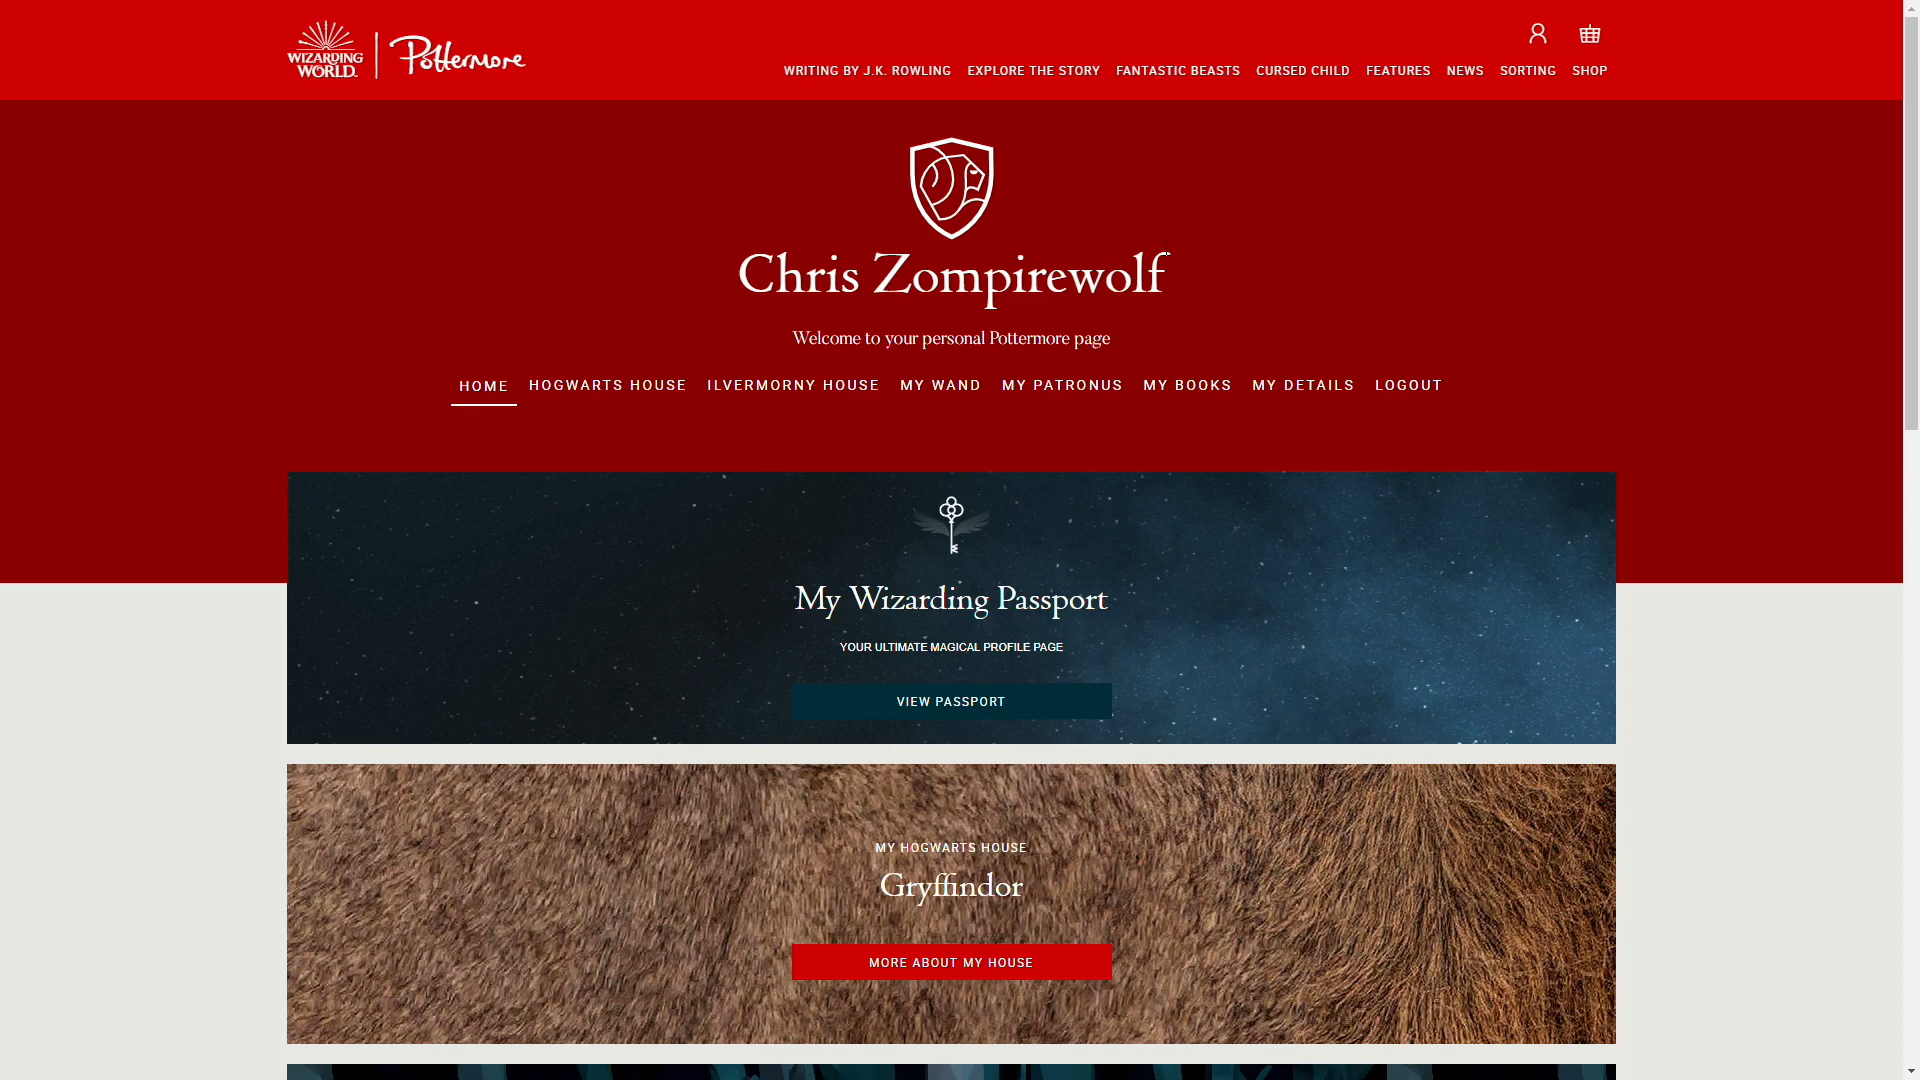 WIZARDING
WORLD
Pottermore
WRITING BY J.K. ROWLING EXPLORE THE STORY FANTASTIC BEASTS CURSED CHILD FEATURES NEWS SORTING SHOP
Chris Zompirewolf
Welcome to your personal Pottermore page
HOME HOGWARTS HOUSE ILVERMORNY HOUSE MY WAND MY PATRONUS MY BOOKS MY DETAILS LOGOUT
My Wizarding Passport
YOUR ULTIMATE MAGICAL PROFILE PAGE
VIEW PASSPORT
MY HOGWARTS HOUSE
Gryffindor
MORE ABOUT MY HOUSE